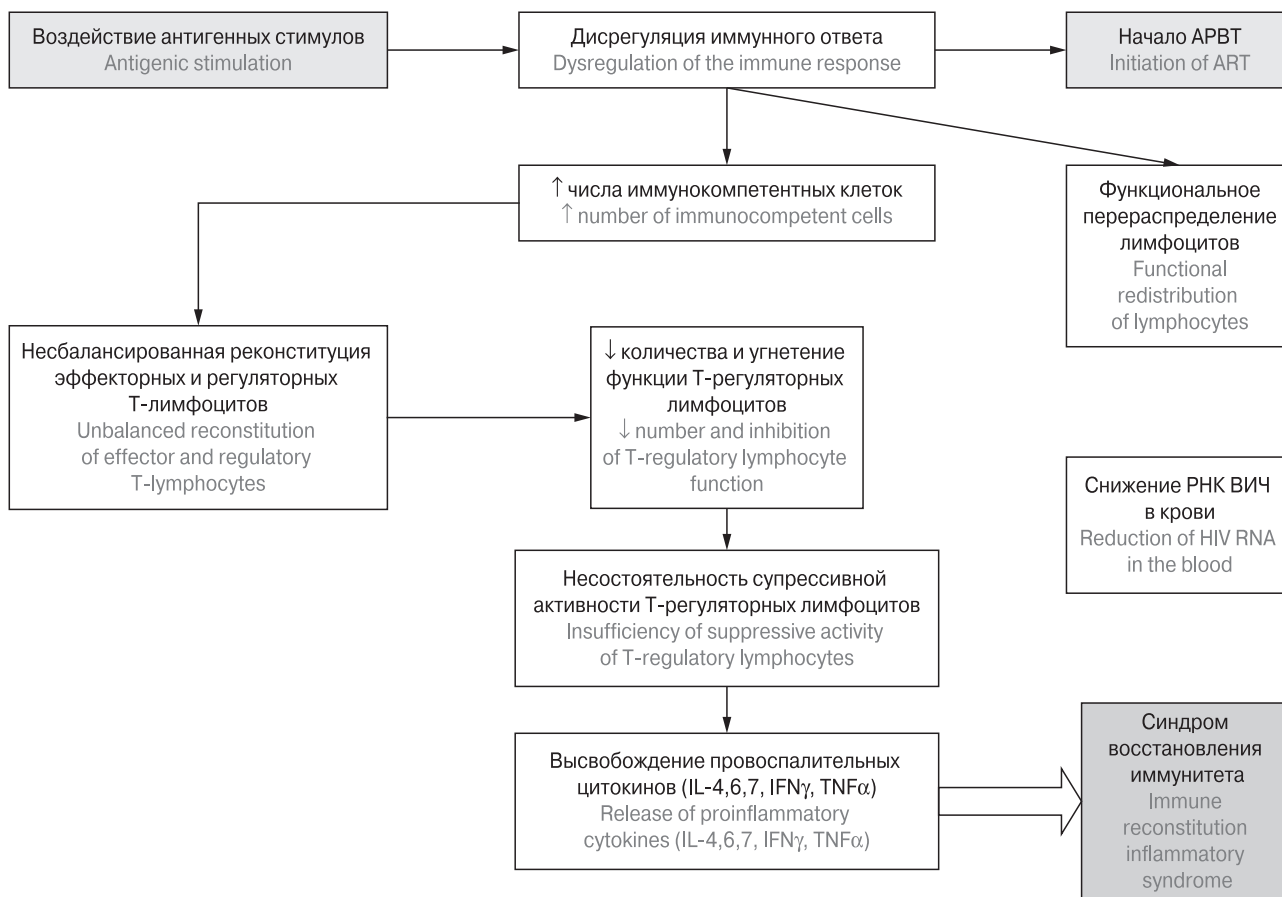 Воздействие антигенных стимулов
Antigenic stimulation
Дисрегуляция иммунного ответа
Dysregulation of the immune response
Начало АРВТ
Initiation of ART
↑ числа иммунокомпетентных клеток
↑ number of immunocompetent cells
Функциональное
перераспределение
лимфоцитов
Functional
redistribution
of lymphocytes
Несбалансированная реконституция
эффекторных и регуляторных
Т-лимфоцитов
Unbalanced reconstitution
of effector and regulatory
T-lymphocytes
↓ количества и угнетение
функции Т-регуляторных
лимфоцитов
↓ number and inhibition
of T-regulatory lymphocyte
function
Снижение РНК ВИЧ
в крови
Reduction of HIV RNA
in the blood
Несостоятельность супрессивной
активности Т-регуляторных лимфоцитов
Insufficiency of suppressive activity
of T-regulatory lymphocytes
Высвобождение провоспалительных
цитокинов (IL-4,6,7, IFNγ, TNFα)
Release of proinflammatory
cytokines (IL-4,6,7, IFNγ, TNFα)
Синдром
восстановления
иммунитета
Immune
reconstitution
inflammatory
syndrome